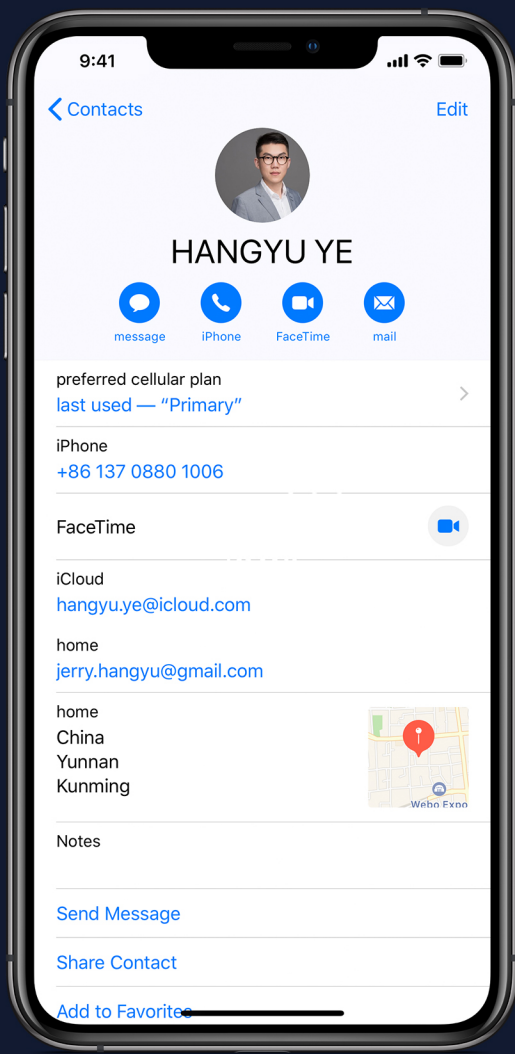 9:41
Contacts
Edit
HANGYU YE
message
iPhone
FaceTime
mail
preferred cellular plan
last used — “Primary”
iPhone
+86 137 0880 1006
FaceTime
iCloud
hangyu.ye@icloud.com
home
jerry.hangyu@gmail.com
home
China
Yunnan
Kunming
Webo Expo
Notes
Send Message
Share Contact
Add to Favorites